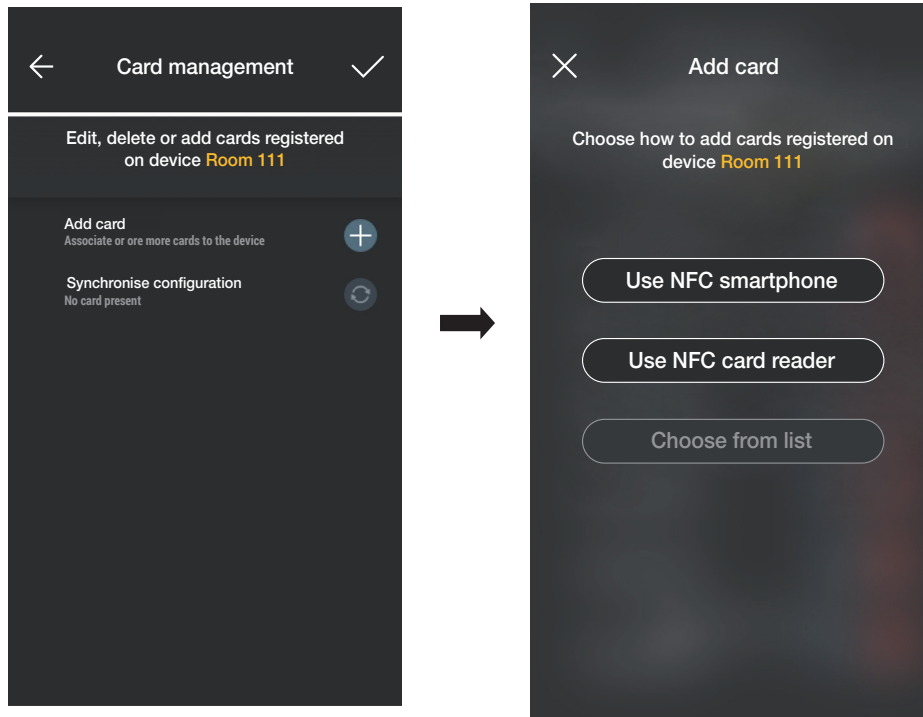 Card management
Edit, delete or add cards registered
on device Room 111
Add card
Associate or ore more cards to the device
Synchronise configuration
No card present
Add card
Choose how to add cards registered on
device Room 111
Use NFC smartphone
Use NFC card reader
Choose from list